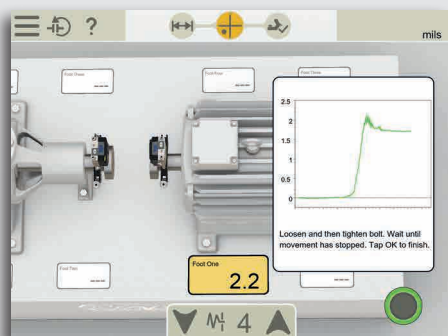 ?
mils
Foot Three
Foot Four
Foot Three
2.5
2
1.5
1
0.5
0
Loosen and then tighten bolt. Wait until
movement has stopped. Tap OK to finish.
Foot Two
Foot One
2.2
4